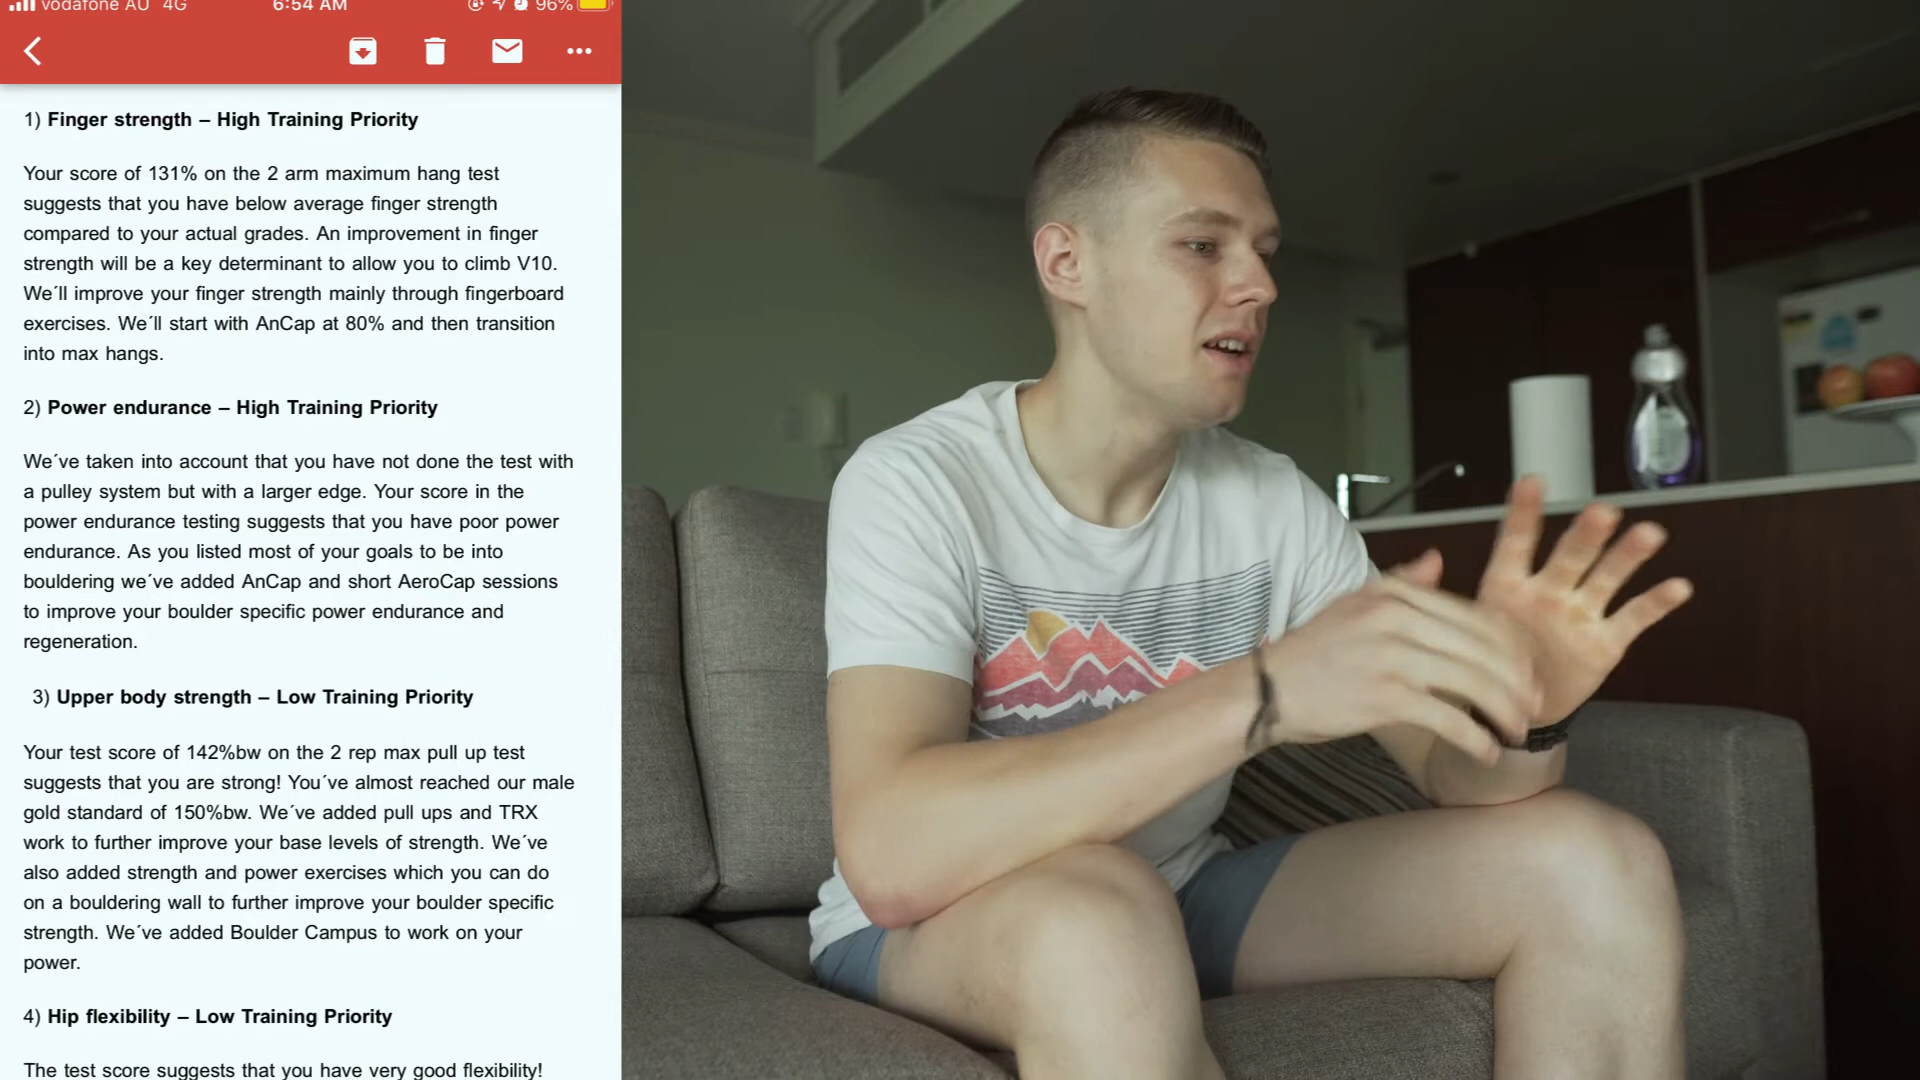 vodafone AU 4G 6:54 AM 96%
1) Finger strength – High Training Priority
Your score of 131% on the 2 arm maximum hang test
suggests that you have below average finger strength
compared to your actual grades. An improvement in finger
strength will be a key determinant to allow you to climb V10.
We´ll improve your finger strength mainly through fingerboard
exercises. We´ll start with AnCap at 80% and then transition
into max hangs.
2) Power endurance – High Training Priority
We´ve taken into account that you have not done the test with
a pulley system but with a larger edge. Your score in the
power endurance testing suggests that you have poor power
endurance. As you listed most of your goals to be into
bouldering we´ve added AnCap and short AeroCap sessions
to improve your boulder specific power endurance and
regeneration.
3) Upper body strength – Low Training Priority
Your test score of 142%bw on the 2 rep max pull up test
suggests that you are strong! You´ve almost reached our male
gold standard of 150%bw. We´ve added pull ups and TRX
work to further improve your base levels of strength. We´ve
also added strength and power exercises which you can do
on a bouldering wall to further improve your boulder specific
strength. We´ve added Boulder Campus to work on your
power.
4) Hip flexibility – Low Training Priority
The test score suggests that you have very good flexibility!